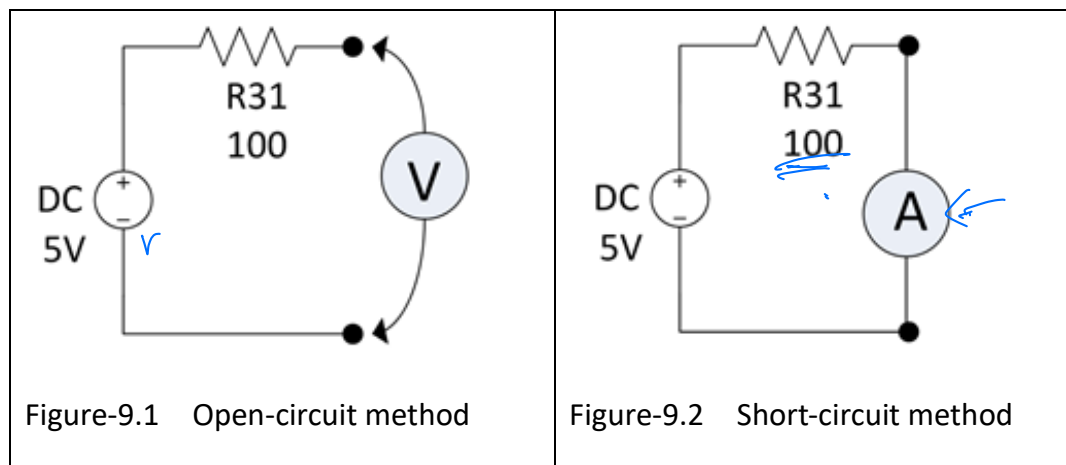 R31
100
V
+
−
DC
5V
Figure-9.1 Open-circuit method
R31
100
A
+
−
DC
5V
Figure-9.2 Short-circuit method